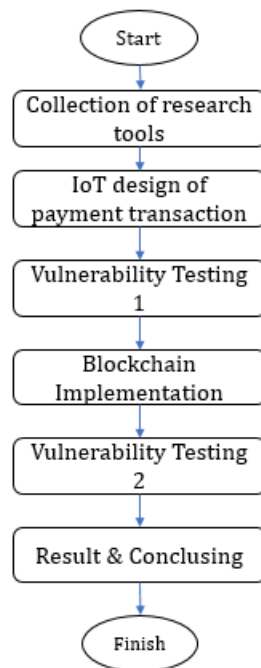 Start
Collection of research
tools
IoT design of
payment transaction
Vulnerability Testing
1
Blockchain
Implementation
Vulnerability Testing
2
Result & Conclusing
Finish